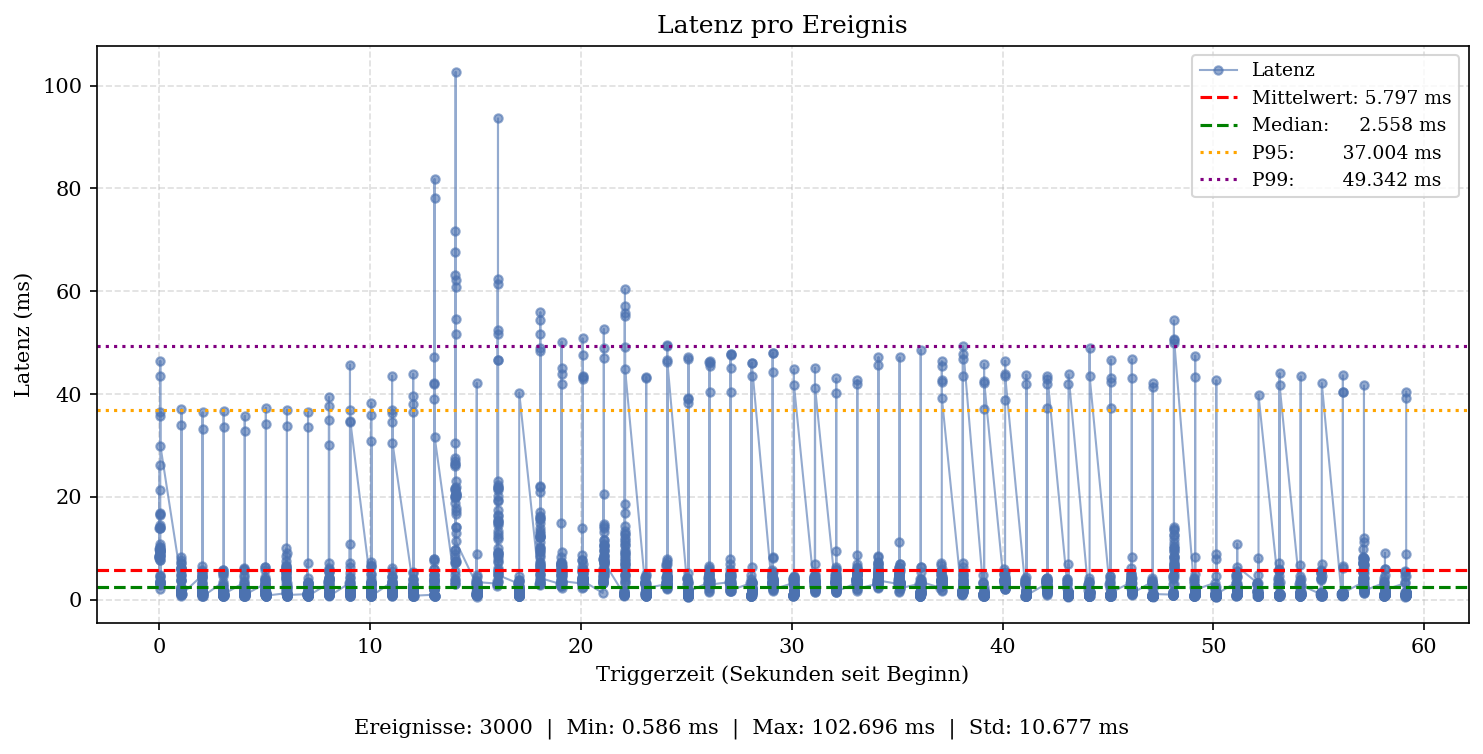 Latenz pro Ereignis
Latenz (ms)
100
80
60
40
20
0
Latenz
Mittelwert: 5.797 ms
Median: 2.558 ms
P95: 37.004 ms
P99: 49.342 ms
0 10 20 30 40 50 60
Triggerzeit (Sekunden seit Beginn)
Ereignisse: 3000 | Min: 0.586 ms | Max: 102.696 ms | Std: 10.677 ms